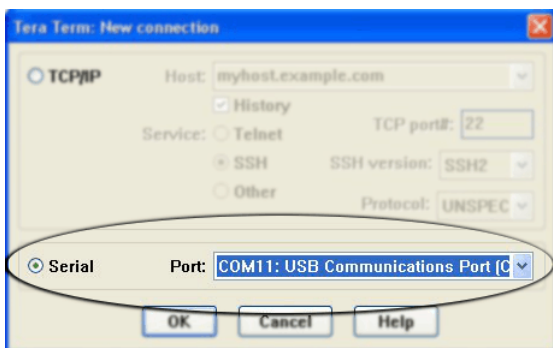 Tera Term: New connection
TCP/IP Host: myhost.example.com
History
Service: Telnet TCP port#: 22
SSH SSH version: SSH2
Other Protocol: UNSPEC
Serial Port: COM11: USB Communications Port (C
OK Cancel Help